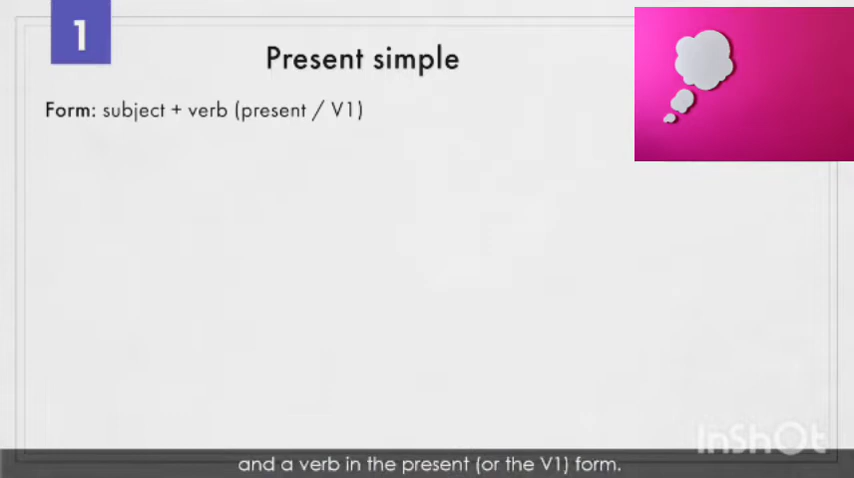 1
Present simple
Form: subject + verb (present / V1)
InShOt
and a verb in the present (or the V1) form.